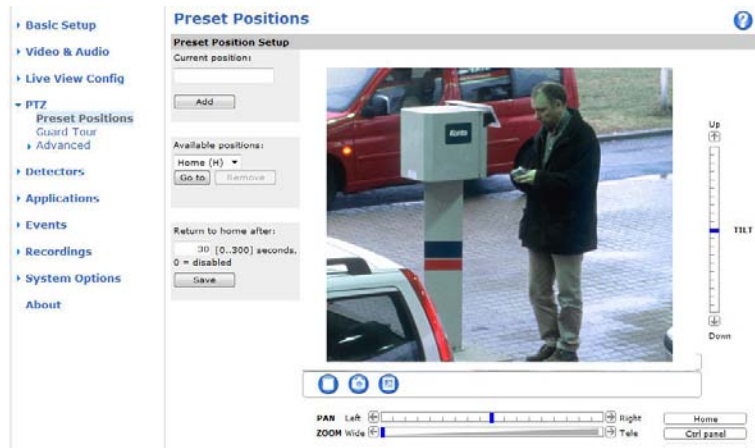 Basic Setup
Video & Audio
Live View Config
PTZ
Preset Positions
Guard Tour
Advanced
Detectors
Applications
Events
Recordings
System Options
About
Preset Positions
?
Preset Position Setup
Current position:
Add
Available positions:
Home (H)
Go to
Remove
Return to home after:
30 [0..300] seconds,
0 = disabled
Save
Konto
Up
TILT
Down
PAN Left
Right
Home
ZOOM Wide
Tele
Ctrl panel